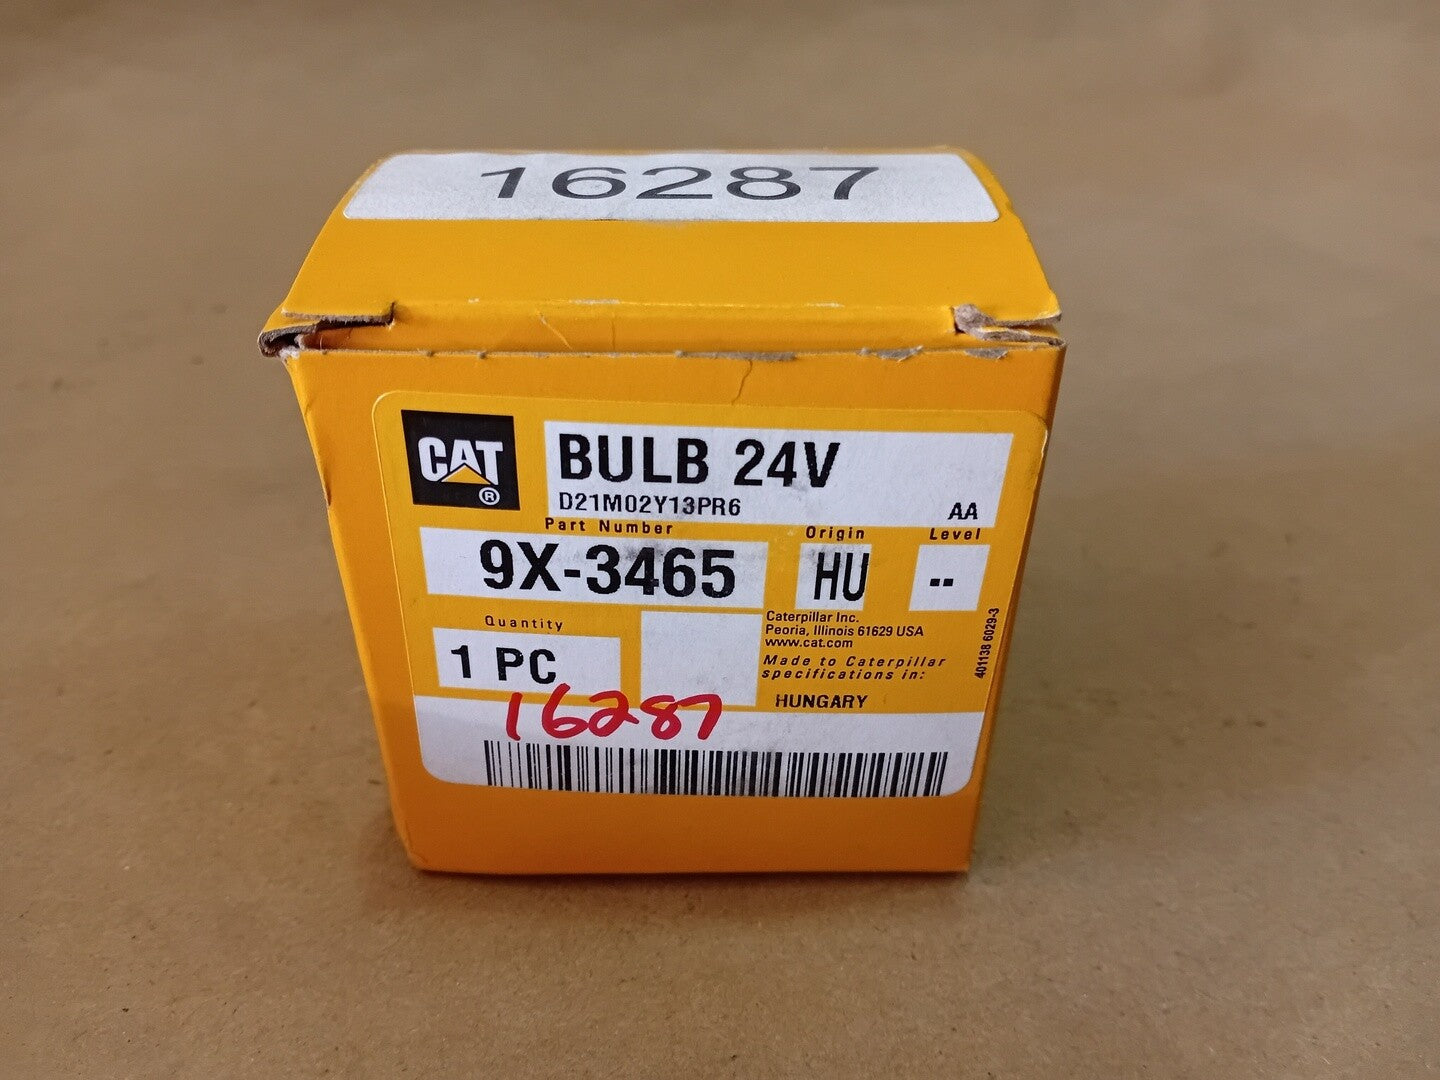 16287
CAT
®
BULB 24V
D21M02Y13PR6 AA
Part Number Origin Level
9X-3465 HU --
Quantity
1 PC
Caterpillar Inc.
Peoria, Illinois 61629 USA
www.cat.com
Made to Caterpillar
specifications in:
HUNGARY
401138 6029-3
16287